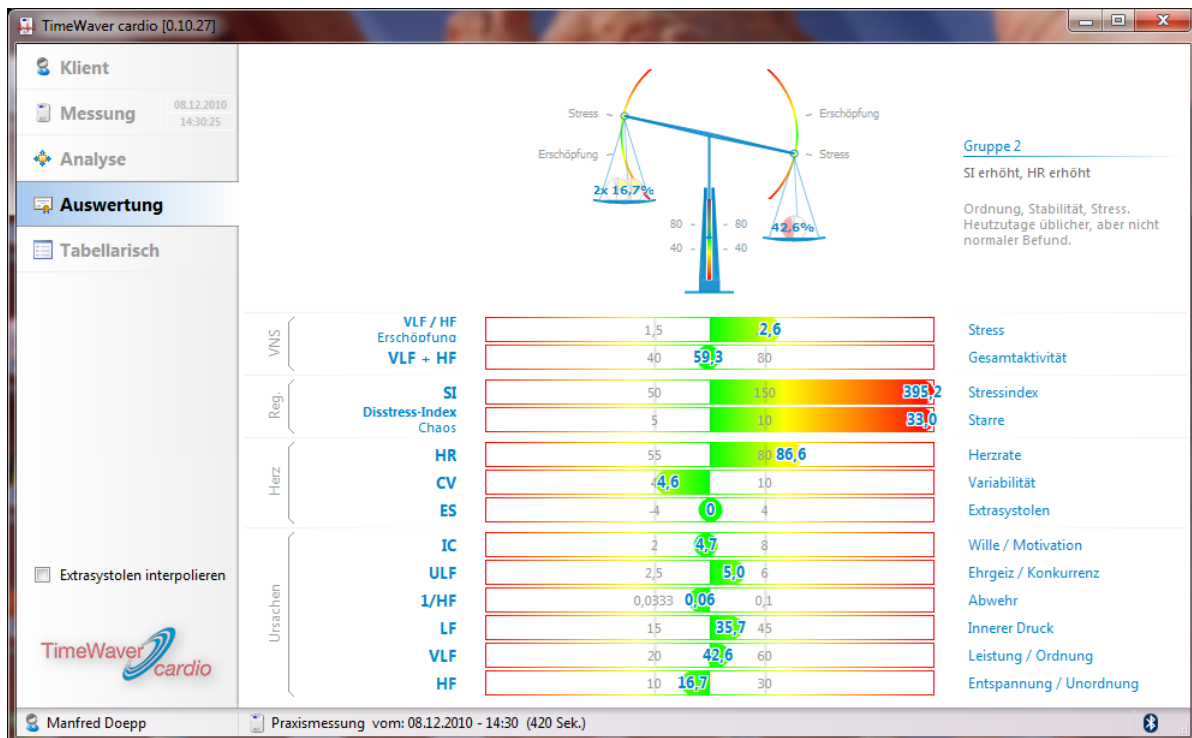 TimeWaver cardio [0.10.27]
Klient
Messung
08.12.2010
14:30:25
Analyse
Auswertung
Tabellarisch
Extrasystolen interpolieren
TimeWaver
cardio
Stress
Erschöpfung
Erschöpfung
Stress
2x 16,7%
42,6%
80 - - 80
40 - - 40
Gruppe 2
SI erhöht, HR erhöht
Ordnung, Stabilität, Stress.
Heutzutage üblicher, aber nicht
normaler Befund.
VNS
VLF / HF
Erschöpfung
1,5 2,6 Stress
VLF + HF 40 59,3 80 Gesamtaktivität
Reg.
SI 50 150 395,2 Stressindex
Disstress-Index
Chaos
5 10 33,0 Starre
Herz
HR 55 80 86,6 Herzrate
CV 4 4,6 10 Variabilität
ES -4 0 4 Extrasystolen
Ursachen
IC 2 4,7 8 Wille / Motivation
ULF 2,5 5,0 6 Ehrgeiz / Konkurrenz
1/HF 0,0333 0,06 0,1 Abwehr
LF 15 35,7 45 Innerer Druck
VLF 20 42,6 60 Leistung / Ordnung
HF 10 16,7 30 Entspannung / Unordnung
Manfred Doepp
Praxismessung vom: 08.12.2010 - 14:30 (420 Sek.)